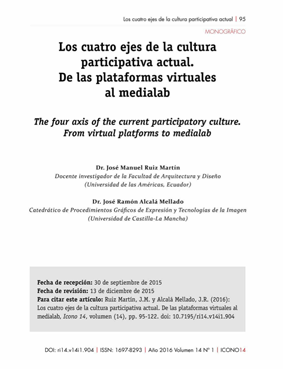 Los cuatro ejes de la cultura participativa actual | 95
MONOGRÁFICO
Los cuatro ejes de la cultura
participativa actual.
De las plataformas virtuales
al medialab
The four axis of the current participatory culture.
From virtual platforms to medialab
Dr. José Manuel Ruiz Martín
Docente investigador de la Facultad de Arquitectura y Diseño
(Universidad de las Américas, Ecuador)
Dr. José Ramón Alcalá Mellado
Catedrático de Procedimientos Gráficos de Expresión y Tecnologías de la Imagen
(Universidad de Castilla-La Mancha)
Fecha de recepción: 30 de septiembre de 2015
Fecha de revisión: 13 de diciembre de 2015
Para citar este artículo: Ruiz Martín, J.M. y Alcalá Mellado, J.R. (2016):
Los cuatro ejes de la cultura participativa actual. De las plataformas virtuales al
medialab, Icono 14, volumen (14), pp. 95-122. doi: 10.7195/ri14.v14i1.904
DOI: ri14.v14i1.904 | ISSN: 1697-8293 | Año 2016 Volumen 14 Nº 1 | ICONO14